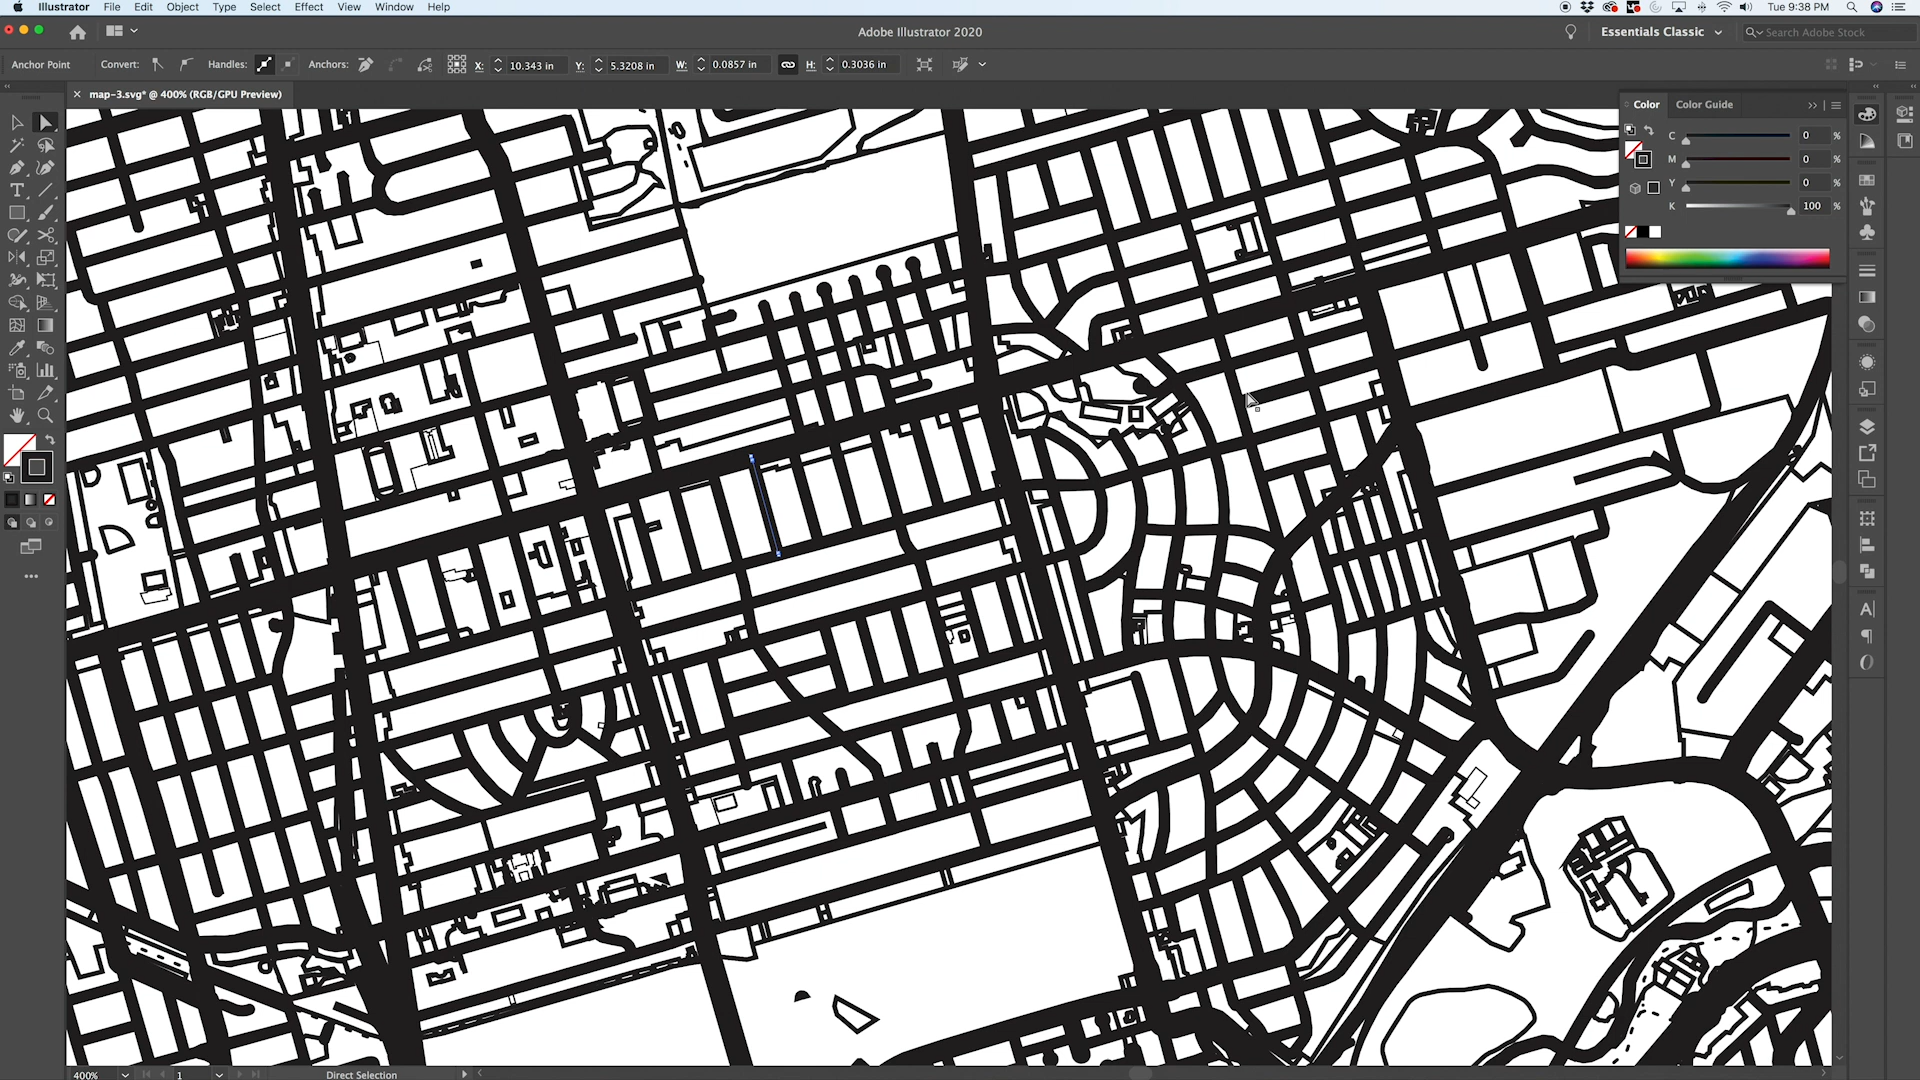 Illustrator File Edit Object Type Select Effect View Window Help Tue 9:38 PM
Adobe Illustrator 2020 Essentials Classic Search Adobe Stock
Anchor Point Convert: Handles: Anchors: X: 10.343 in Y: 5.3208 in W: 0.0857 in H: 0.3036 in
map-3.svg* @ 400% (RGB/GPU Preview)
Color Color Guide
C 0 %
M 0 %
Y 0 %
K 100 %
400% 1 Direct Selection